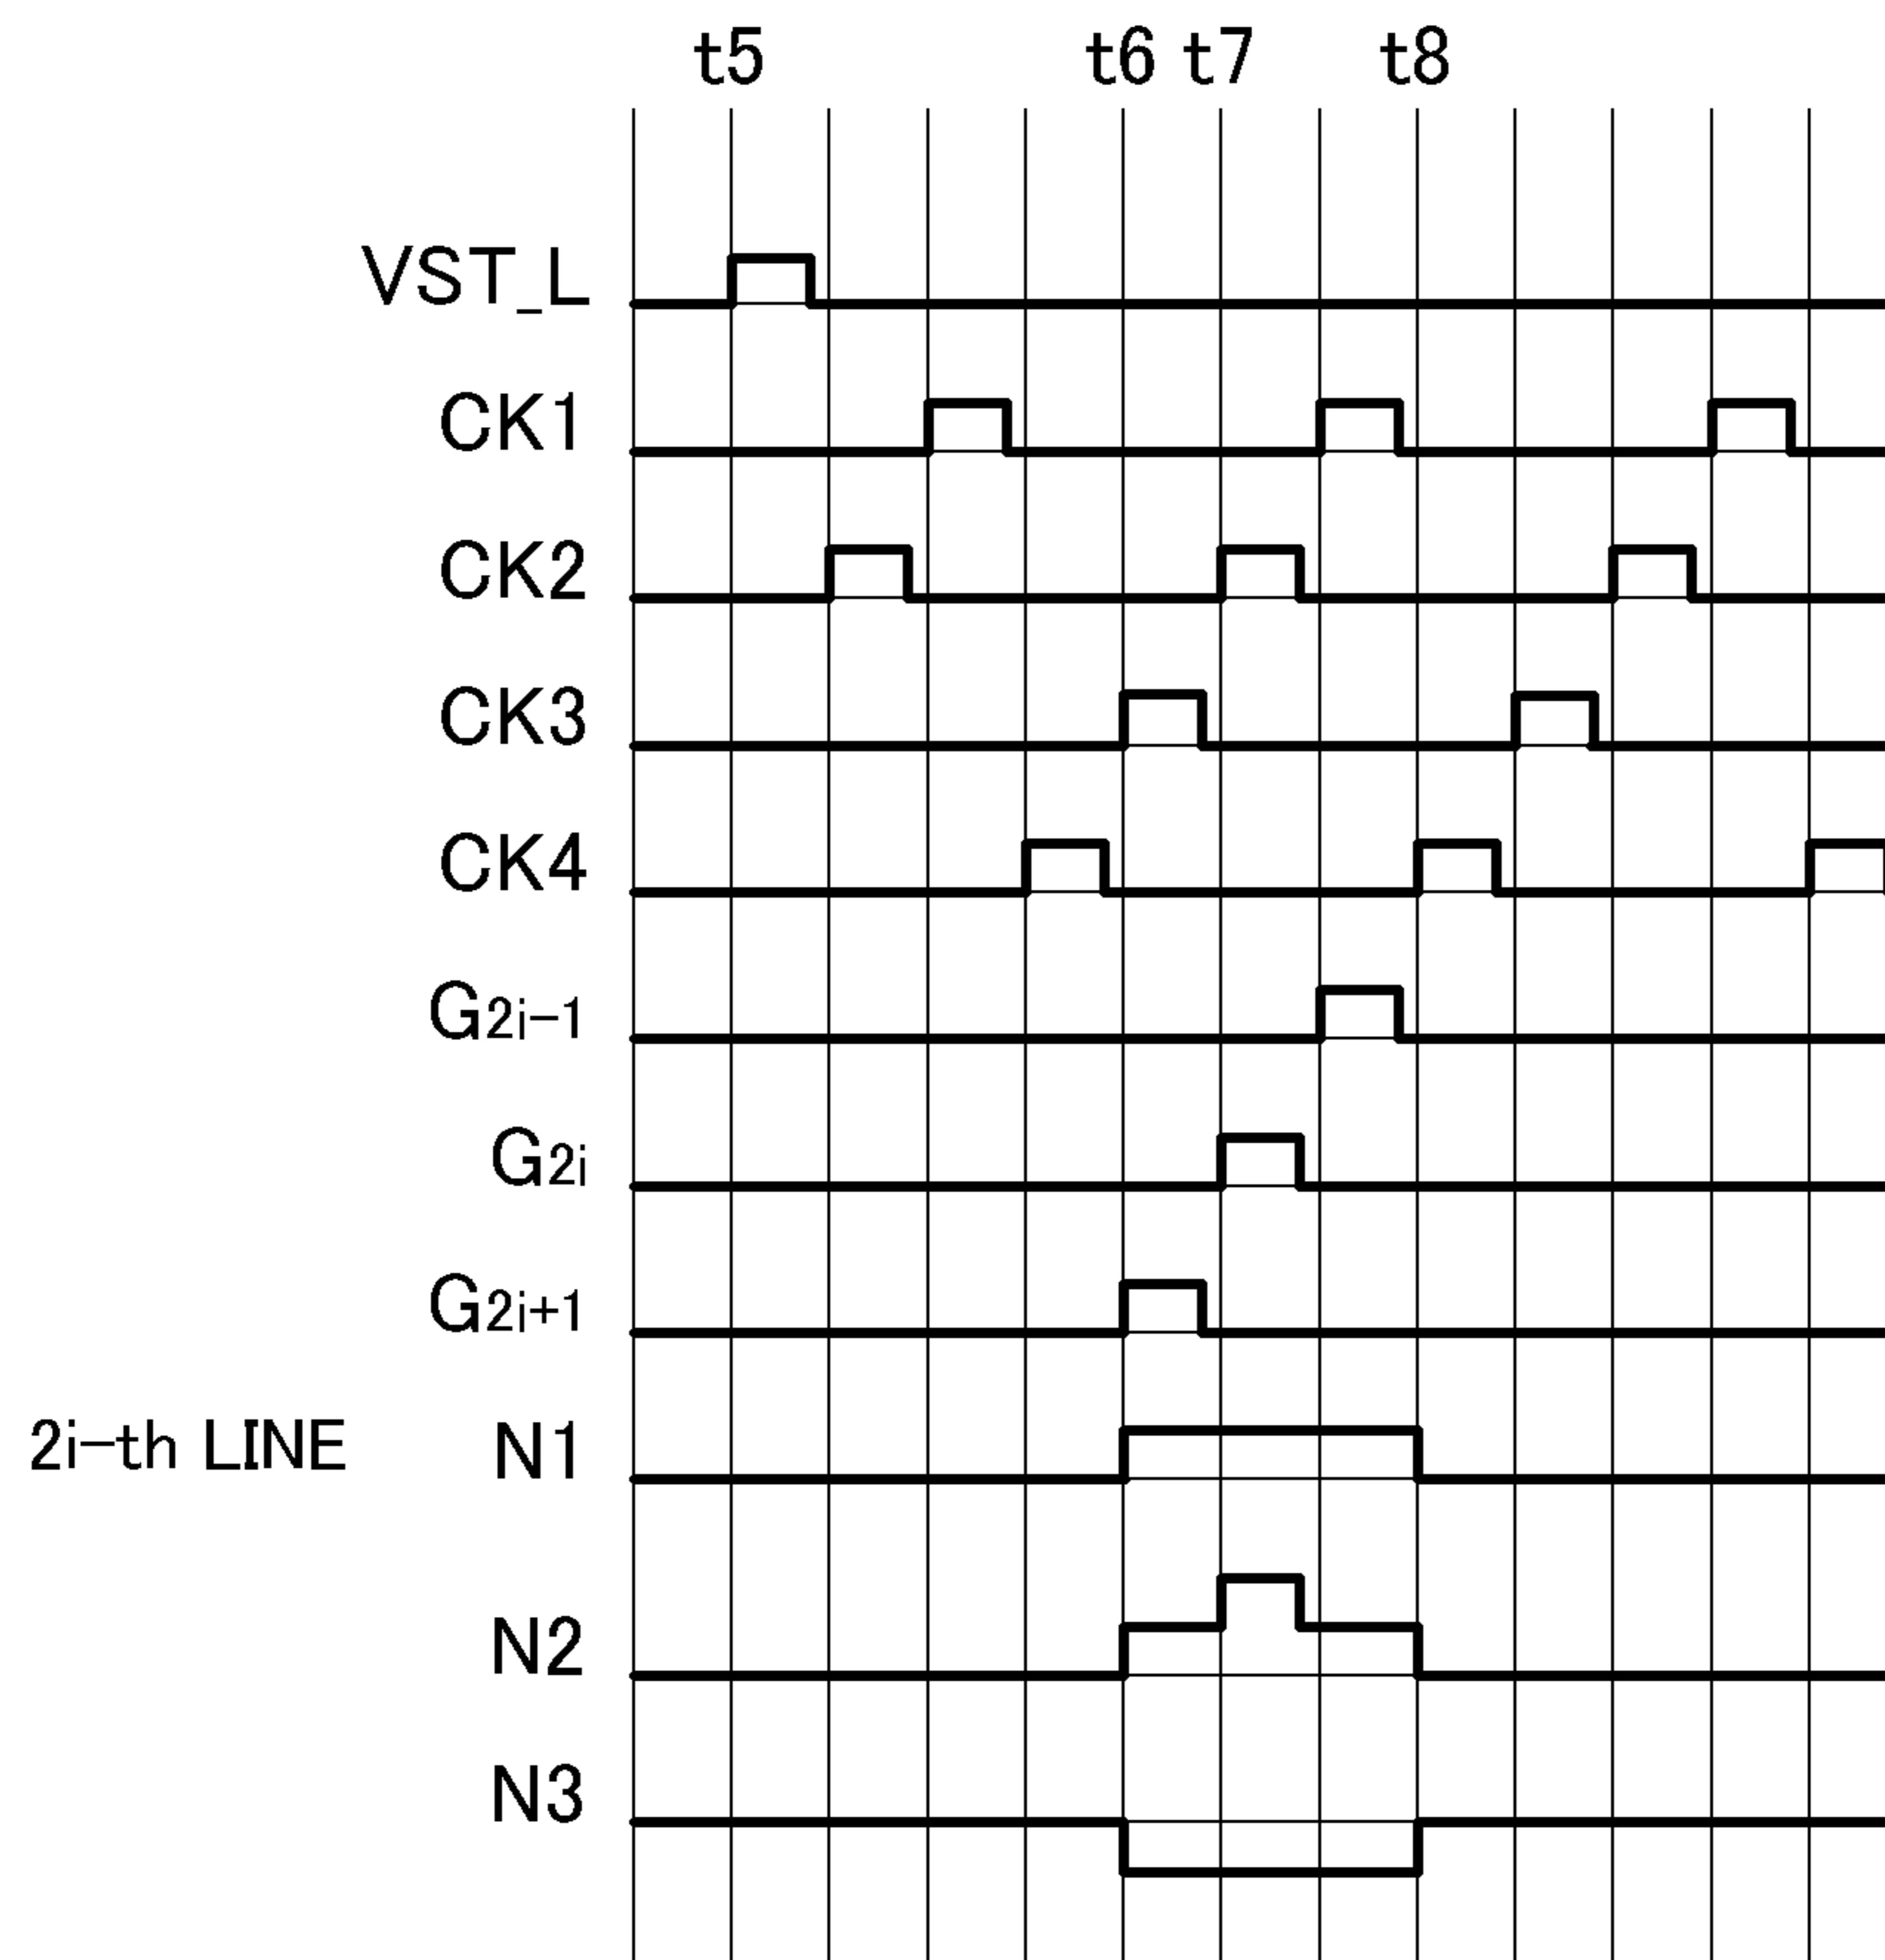 t5 t6 t7 t8
VST_L
CK1
CK2
CK3
CK4
G2i-1
G2i
G2i+1
2i-th LINE N1
N2
N3